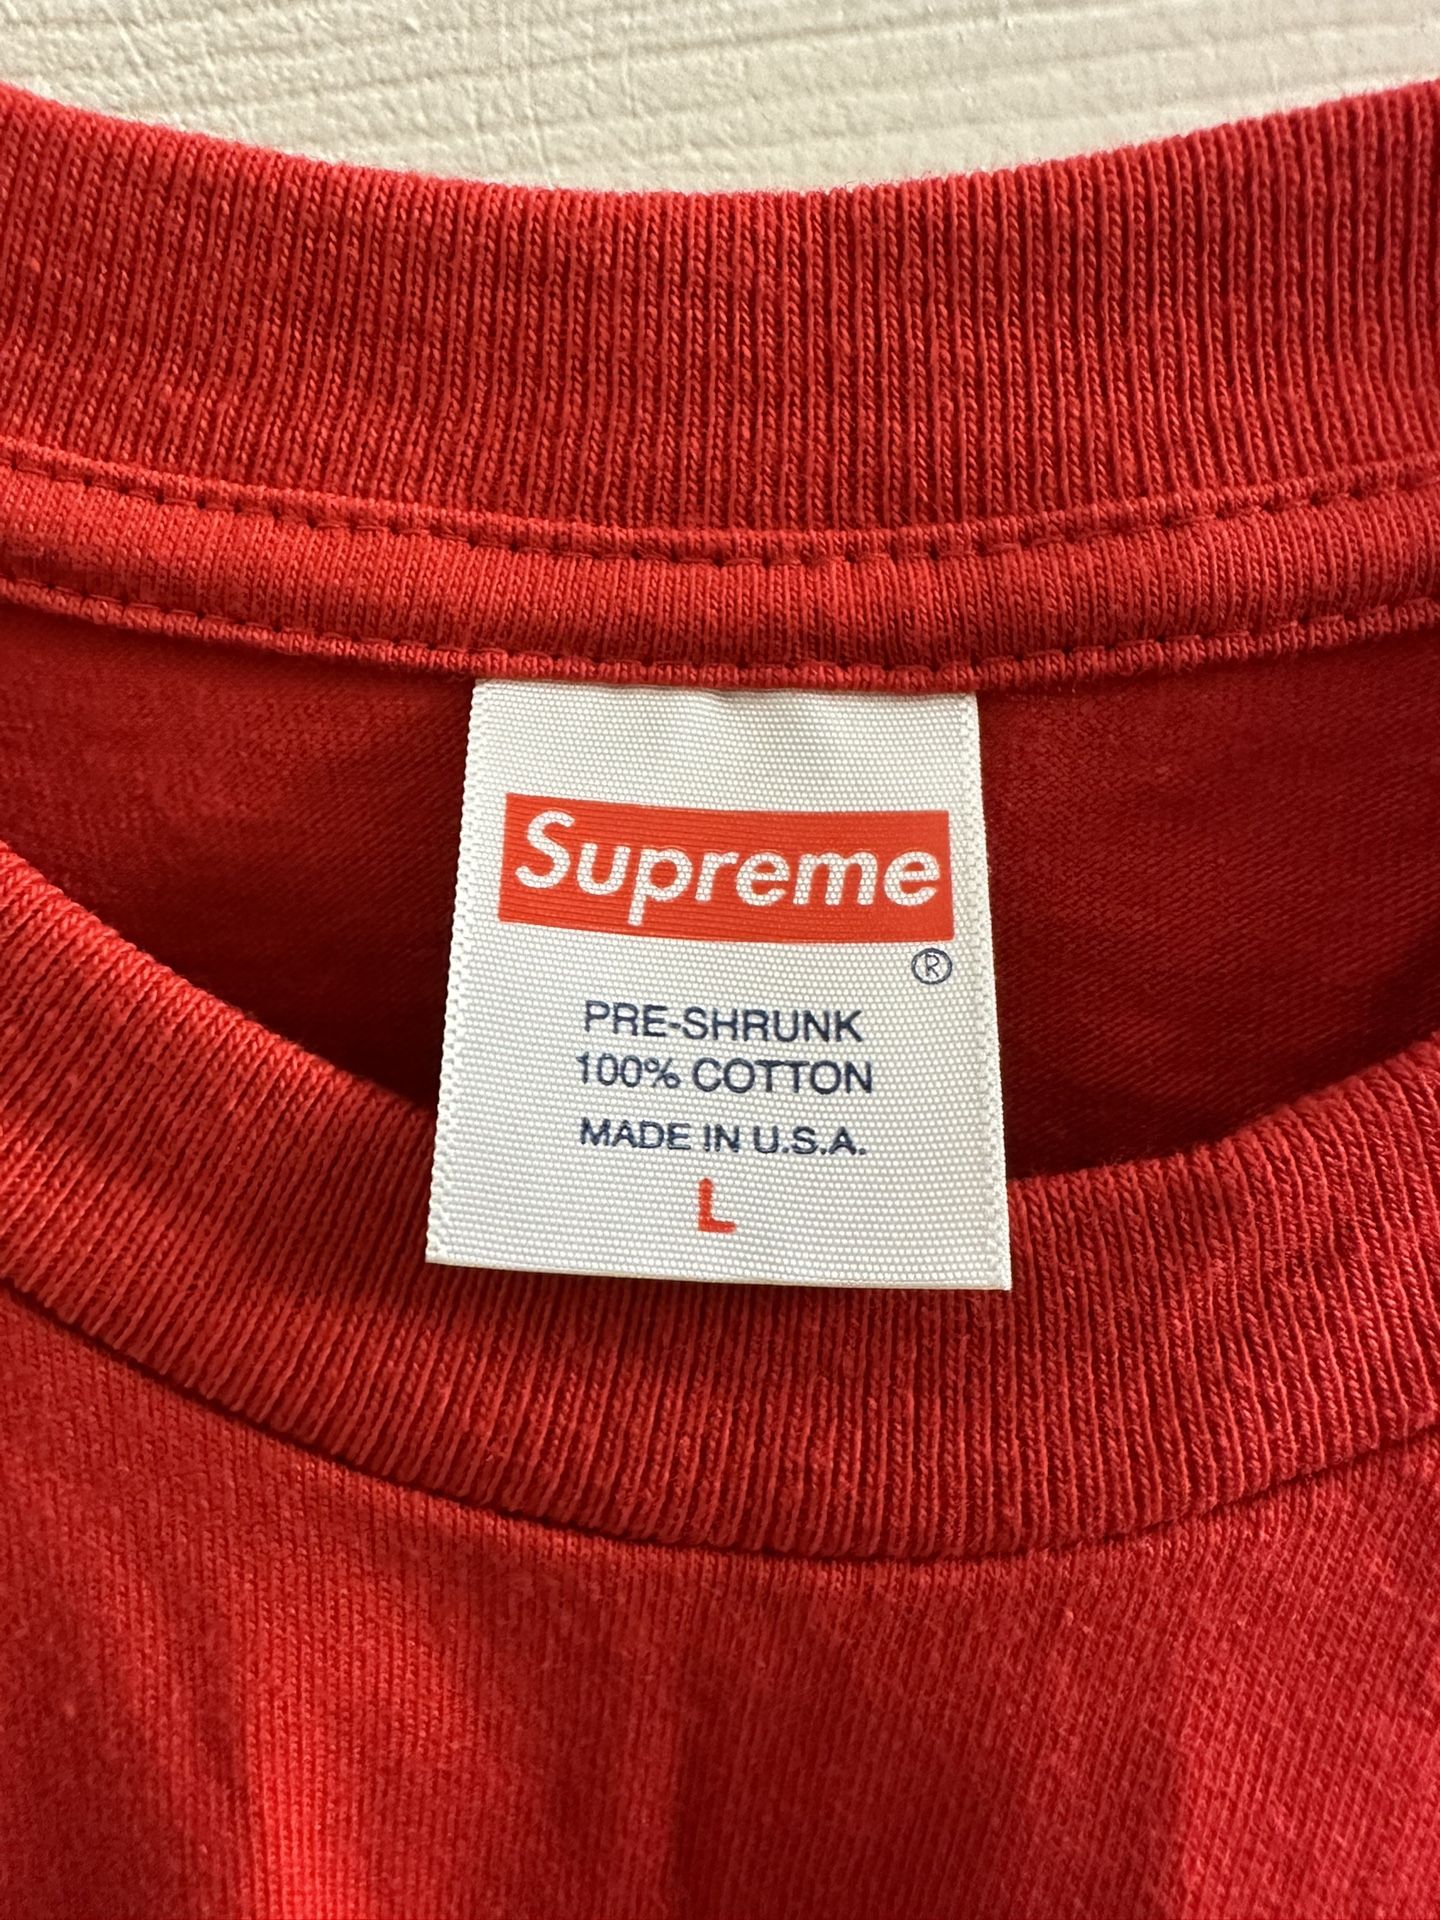 Supreme
®
PRE-SHRUNK
100% COTTON
MADE IN U.S.A.
L